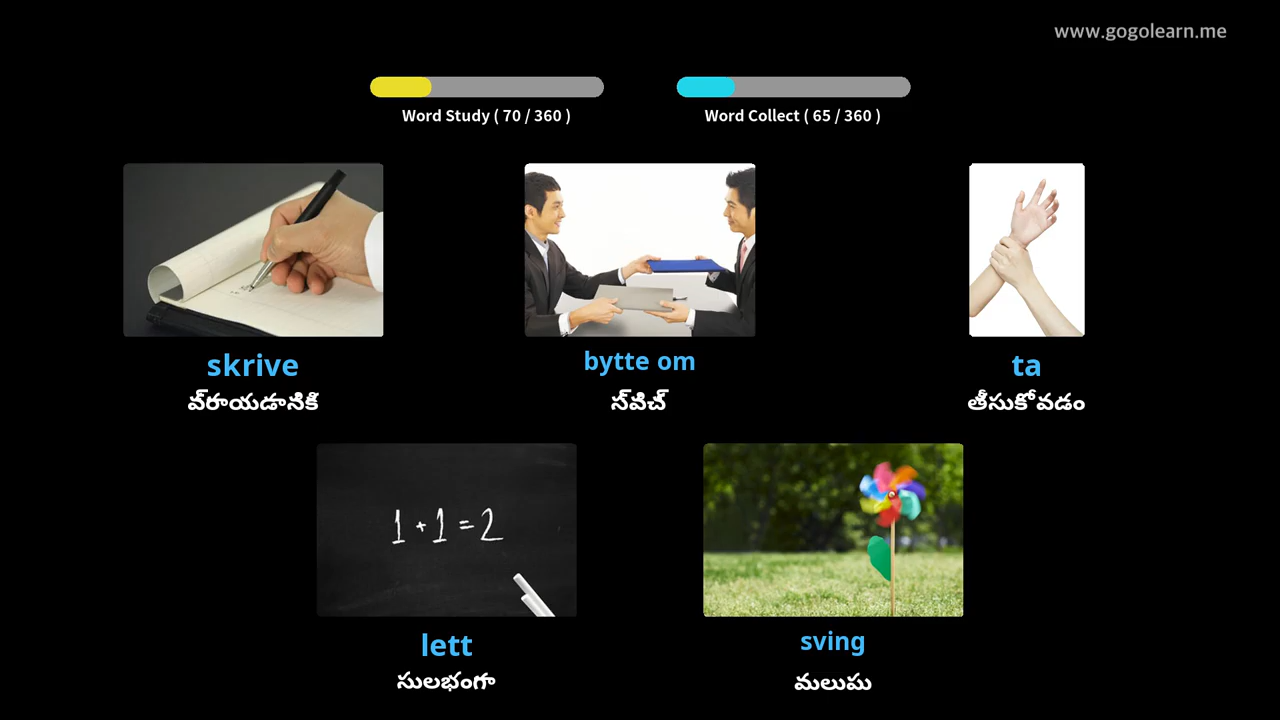 www.gogolearn.me
Word Study ( 70 / 360 )
Word Collect ( 65 / 360 )
skrive
వ్రాయడానికి
bytte om
స్విచ్
ta
తీసుకోవడం
1 + 1 = 2
lett
సులభంగా
sving
మలుపు